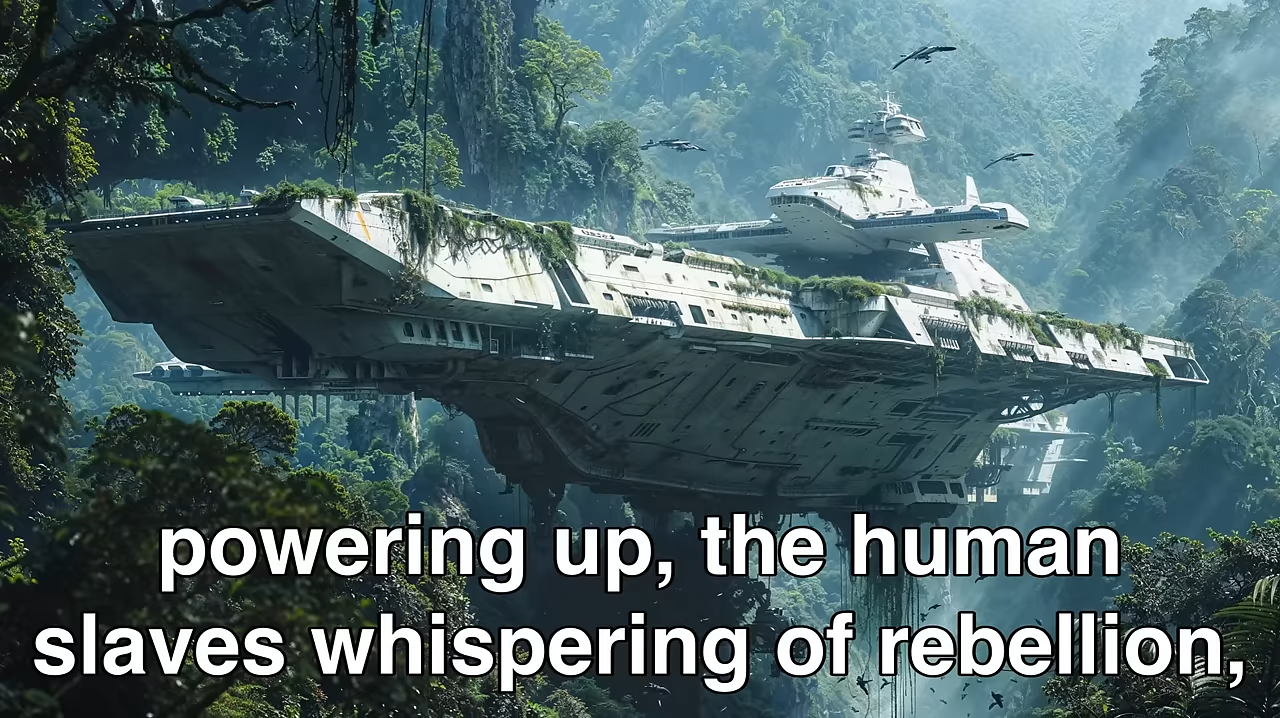 powering up, the human
slaves whispering of rebellion,